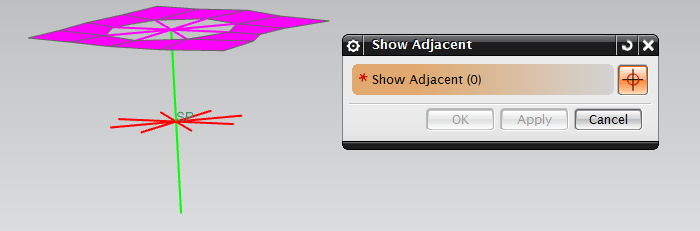 Show Adjacent
SP
* Show Adjacent (0)
OK
Apply
Cancel